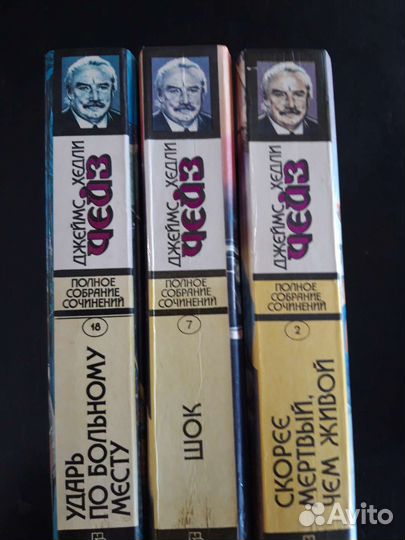 ДЖЕЙМС ХЕДЛИ
ЧЕЙЗ
ПОЛНОЕ
СОБРАНИЕ
СОЧИНЕНИЙ
18
УДАРЬ
ПО БОЛЬНОМУ
МЕСТУ
ДЖЕЙМС ХЕДЛИ
ЧЕЙЗ
ПОЛНОЕ
СОБРАНИЕ
СОЧИНЕНИЙ
7
ШОК
ДЖЕЙМС ХЕДЛИ
ЧЕЙЗ
ПОЛНОЕ
СОБРАНИЕ
СОЧИНЕНИЙ
2
СКОРЕЕ
МЕРТВЫЙ,
ЧЕМ ЖИВОЙ
Avito